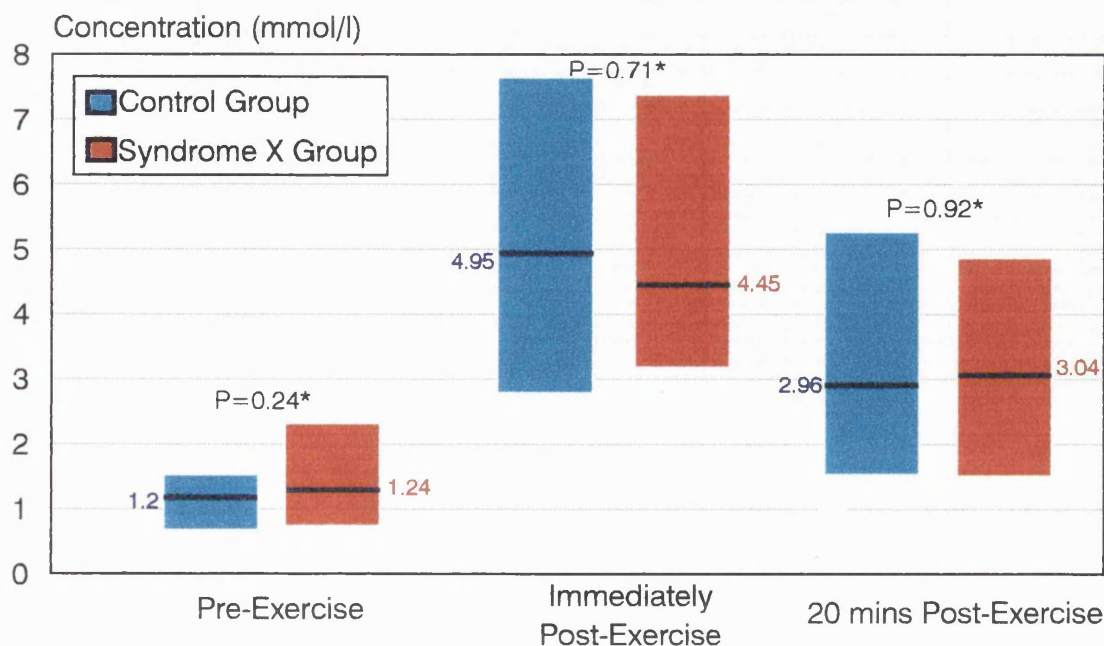 Concentration (mmol/l)
8
7
6
5
4
3
2
1
0
Control Group
Syndrome X Group
P=0.24*
P=0.71*
P=0.92*
1.2
1.24
4.95
4.45
2.96
3.04
Pre-Exercise
Immediately
Post-Exercise
20 mins Post-Exercise